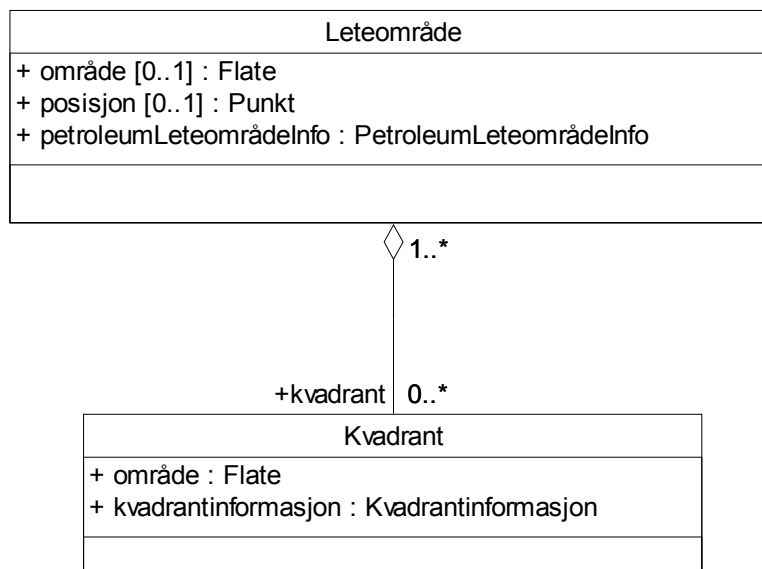 Leteområde
+ område [0..1] : Flate
+ posisjon [0..1] : Punkt
+ petroleumLeteområdeInfo : PetroleumLeteområdeInfo
1..*
+kvadrant 0..*
Kvadrant
+ område : Flate
+ kvadrantinformasjon : Kvadrantinformasjon